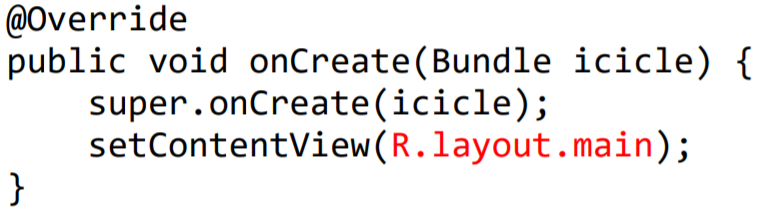 @Override
public void onCreate(Bundle icicle) {
    super.onCreate(icicle);
    setContentView(R.layout.main);
}